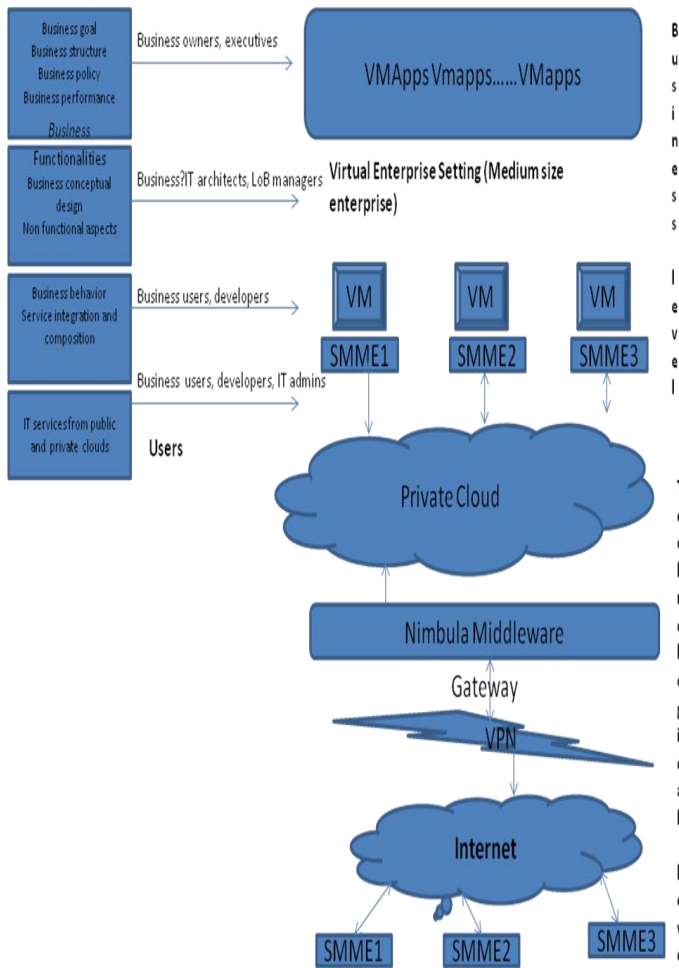 Business goal
Business structure
Business policy
Business performance
Business
Business owners, executives
VMApps Vmapps......VMapps
Functionalities
Business conceptual
design
Non functional aspects
Business?IT architects, LoB managers
Virtual Enterprise Setting (Medium size
enterprise)
Business behavior
Service integration and
composition
Business users, developers
VM
VM
VM
SMME1
SMME2
SMME3
Business users, developers, IT admins
IT services from public
and private clouds
Users
Private Cloud
Nimbula Middleware
Gateway
VPN
Internet
SMME1
SMME2
SMME3
Business
level